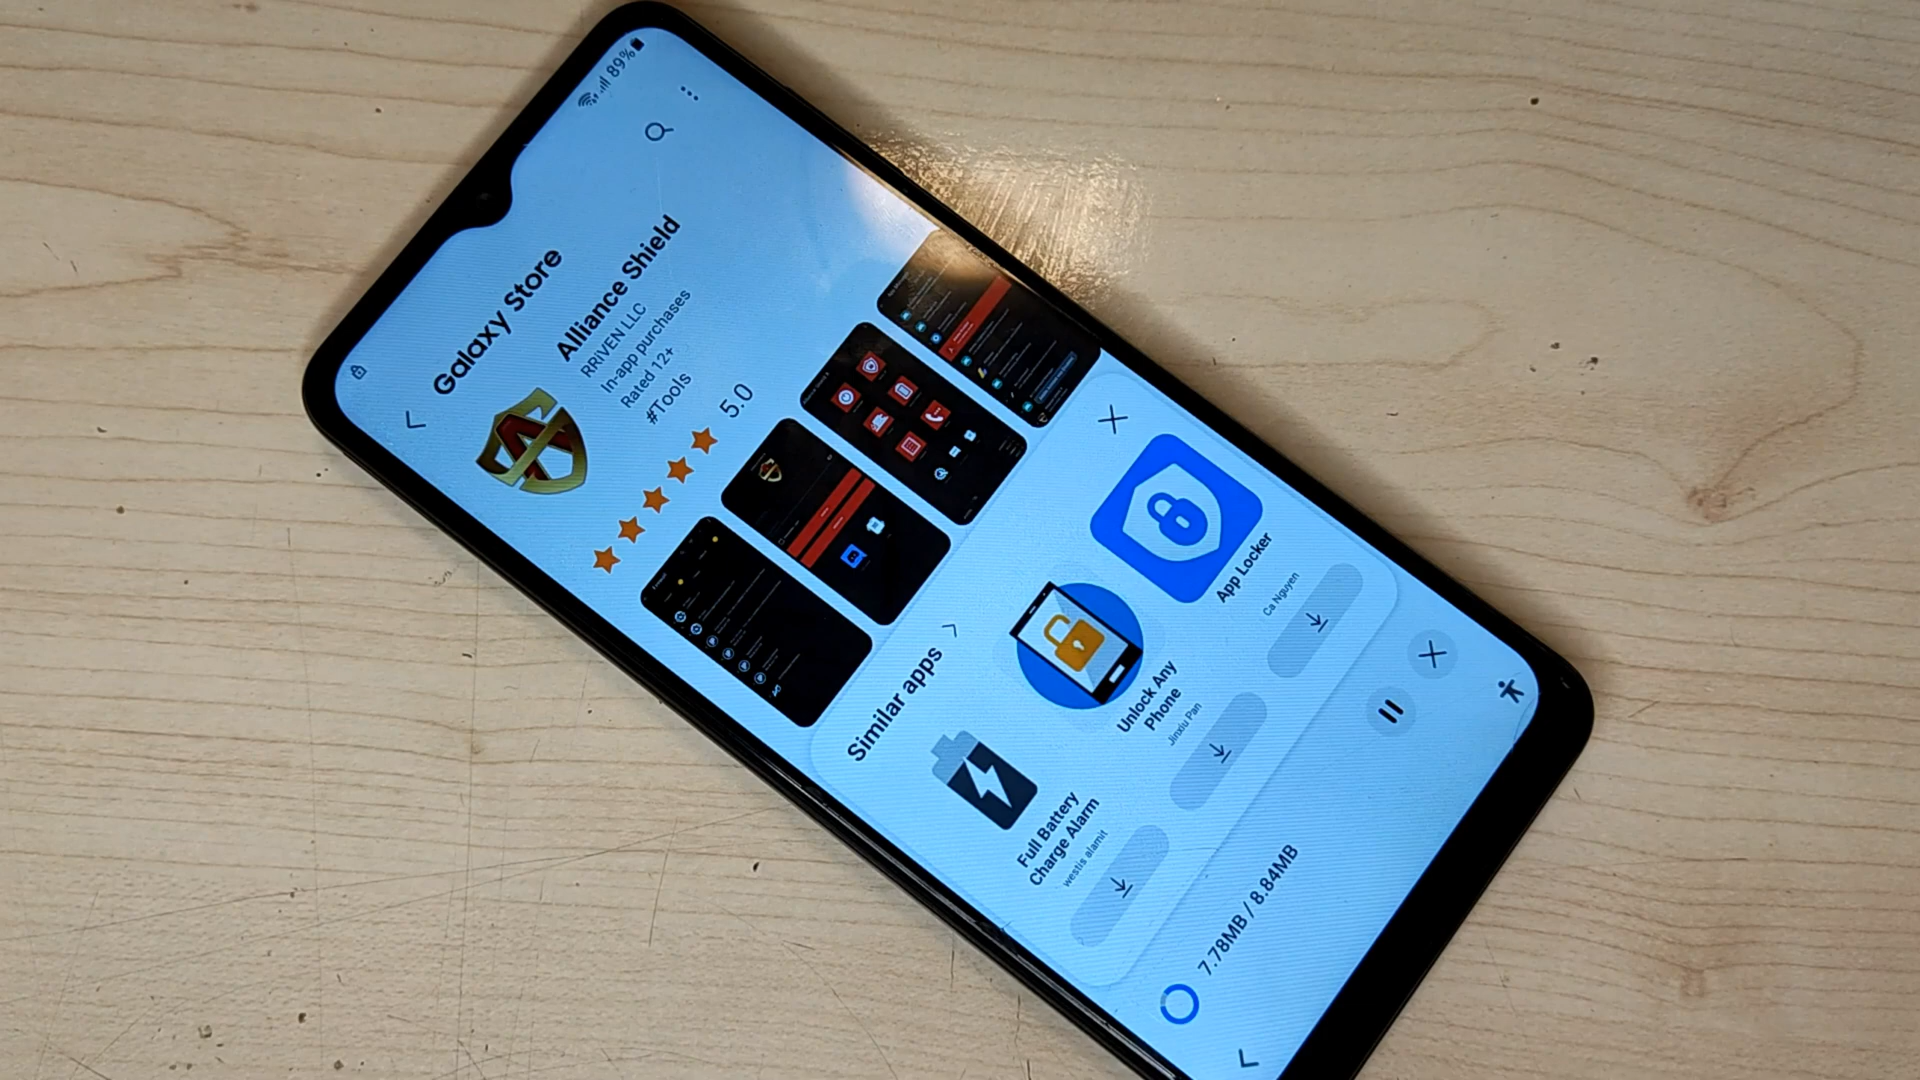 89%
Galaxy Store
Alliance Shield
RRiVEN LLC
In-app purchases
Rated 12+
#Tools
5.0
Similar apps
Full Battery
Charge Alarm
westis alamit
Unlock Any
Phone
Jinxiu Pan
App Locker
Ca Nguyen
7.78MB / 8.84MB